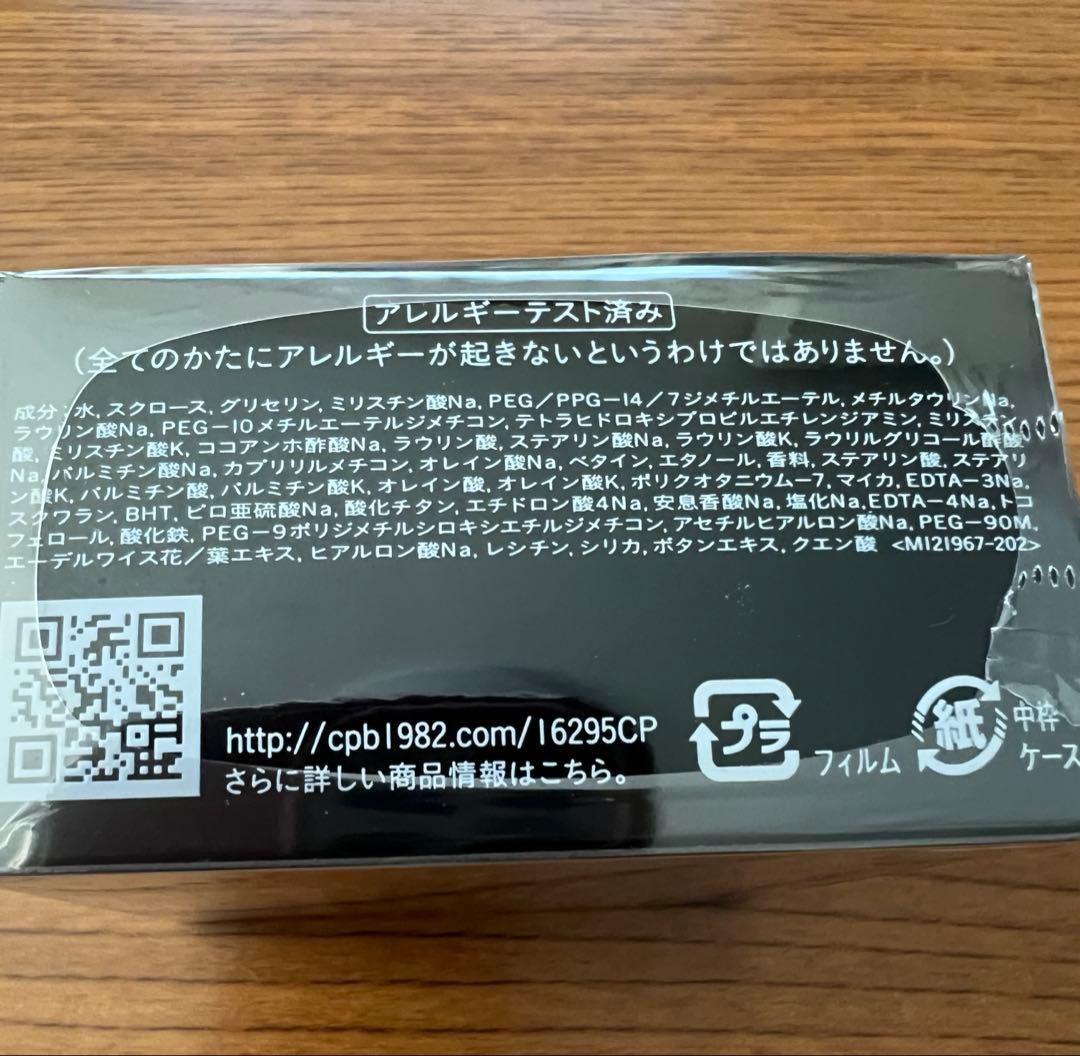 アレルギーテスト済み
(全てのかたにアレルギーが起きないというわけではありません。)
成分:水, スクロース, グリセリン, ミリスチン酸Na, PEG/PPG-14/7ジメチルエーテル, メチルタウリンNa,
ラウリン酸Na, PEG-10メチルエーテルジメチコン, テトラヒドロキシプロピルエチレンジアミン, ミリスチン
酸, ミリスチン酸K, ココアンホ酢酸Na, ラウリン酸, ステアリン酸Na, ラウリン酸K, ラウリルグリコール酢酸
Na, パルミチン酸Na, カプリリルメチコン, オレイン酸Na, ベタイン, エタノール, 香料, ステアリン酸, ステアリ
ン酸K, パルミチン酸, パルミチン酸K, オレイン酸, オレイン酸K, ポリクオタニウム-7, マイカ, EDTA-3Na,
スクワラン, BHT, ピロ亜硫酸Na, 酸化チタン, エチドロン酸4Na, 安息香酸Na, 塩化Na, EDTA-4Na, トコ
フェロール, 酸化鉄, PEG-9ポリジメチルシロキシエチルジメチコン, アセチルヒアルロン酸Na, PEG-90M,
エーデルワイス花/葉エキス, ヒアルロン酸Na, レシチン, シリカ, ボタンエキス, クエン酸 <M121967-202>
http://cpb1982.com/16295CP
さらに詳しい商品情報はこちら。
プラ
フィルム
紙
中枠
ケース